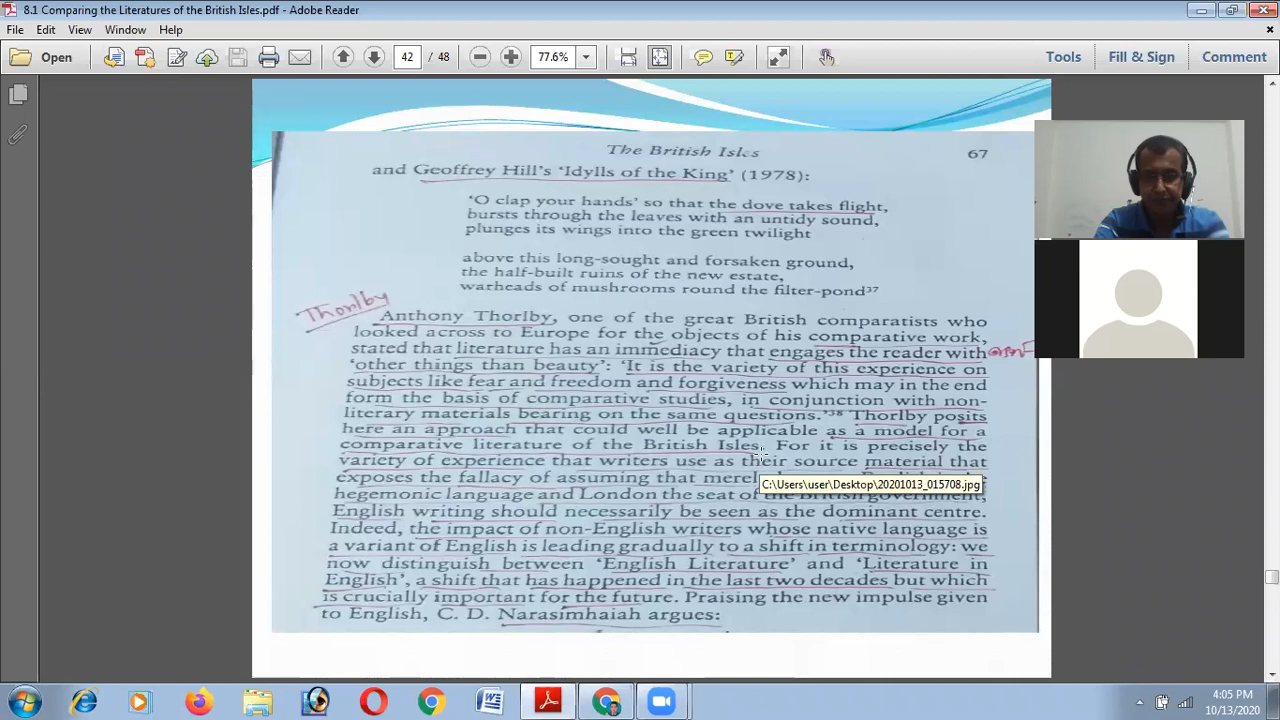 8.1 Comparing the Literatures of the British Isles.pdf - Adobe Reader
File Edit View Window Help
Open 42 / 48 77.6% Tools Fill & Sign Comment
The British Isles 67
and Geoffrey Hill's 'Idylls of the King' (1978):
'O clap your hands' so that the dove takes flight,
bursts through the leaves with an untidy sound,
plunges its wings into the green twilight
above this long-sought and forsaken ground,
the half-built ruins of the new estate,
warheads of mushrooms round the filter-pond³⁷
Thorlby
Anthony Thorlby, one of the great British comparatists who
looked across to Europe for the objects of his comparative work,
stated that literature has an immediacy that engages the reader with
'other things than beauty': 'It is the variety of this experience on
subjects like fear and freedom and forgiveness which may in the end
form the basis of comparative studies, in conjunction with non-
literary materials bearing on the same questions.'³⁸ Thorlby posits
here an approach that could well be applicable as a model for a
comparative literature of the British Isles. For it is precisely the
variety of experience that writers use as their source material that
exposes the fallacy of assuming that
C:\Users\user\Desktop\20201013_015708.jpg
hegemonic language and London the seat of the British government,
English writing should necessarily be seen as the dominant centre.
Indeed, the impact of non-English writers whose native language is
a variant of English is leading gradually to a shift in terminology: we
now distinguish between 'English Literature' and 'Literature in
English', a shift that has happened in the last two decades but which
is crucially important for the future. Praising the new impulse given
to English, C. D. Narasimhaiah argues:
4:05 PM
10/13/2020